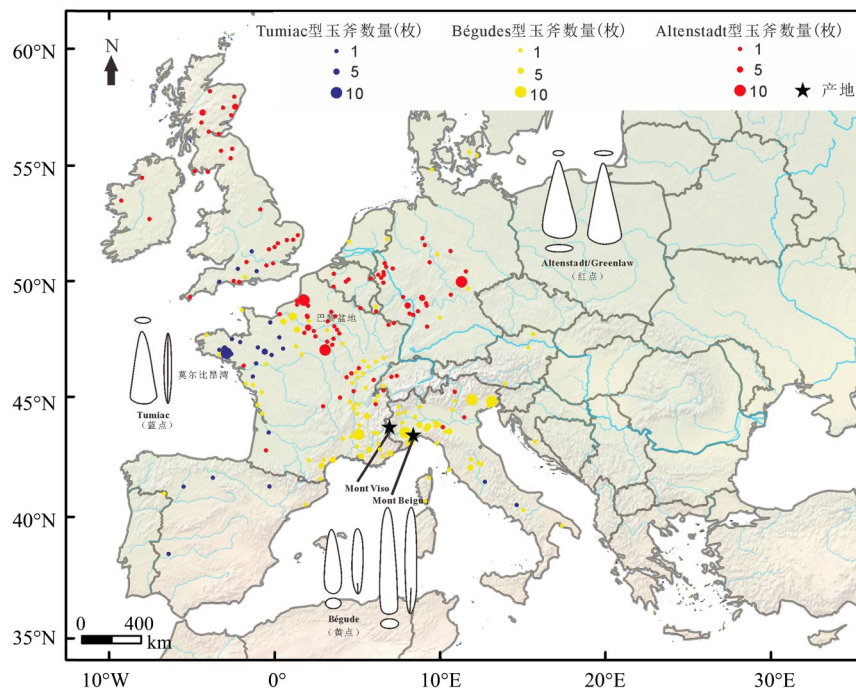 Tumiac型玉斧数量(枚)
1
5
10
Bégudes型玉斧数量(枚)
1
5
10
Altenstadt型玉斧数量(枚)
1
5
10
产地
N
60°N
55°N
50°N
45°N
40°N
35°N
Altenstadt/Greenlaw
(红点)
巴黎盆地
莫尔比昂湾
Tumiac
(蓝点)
Mont Viso
Mont Beigu
Bégude
(黄点)
0
400
km
10°W
0°
10°E
20°E
30°E